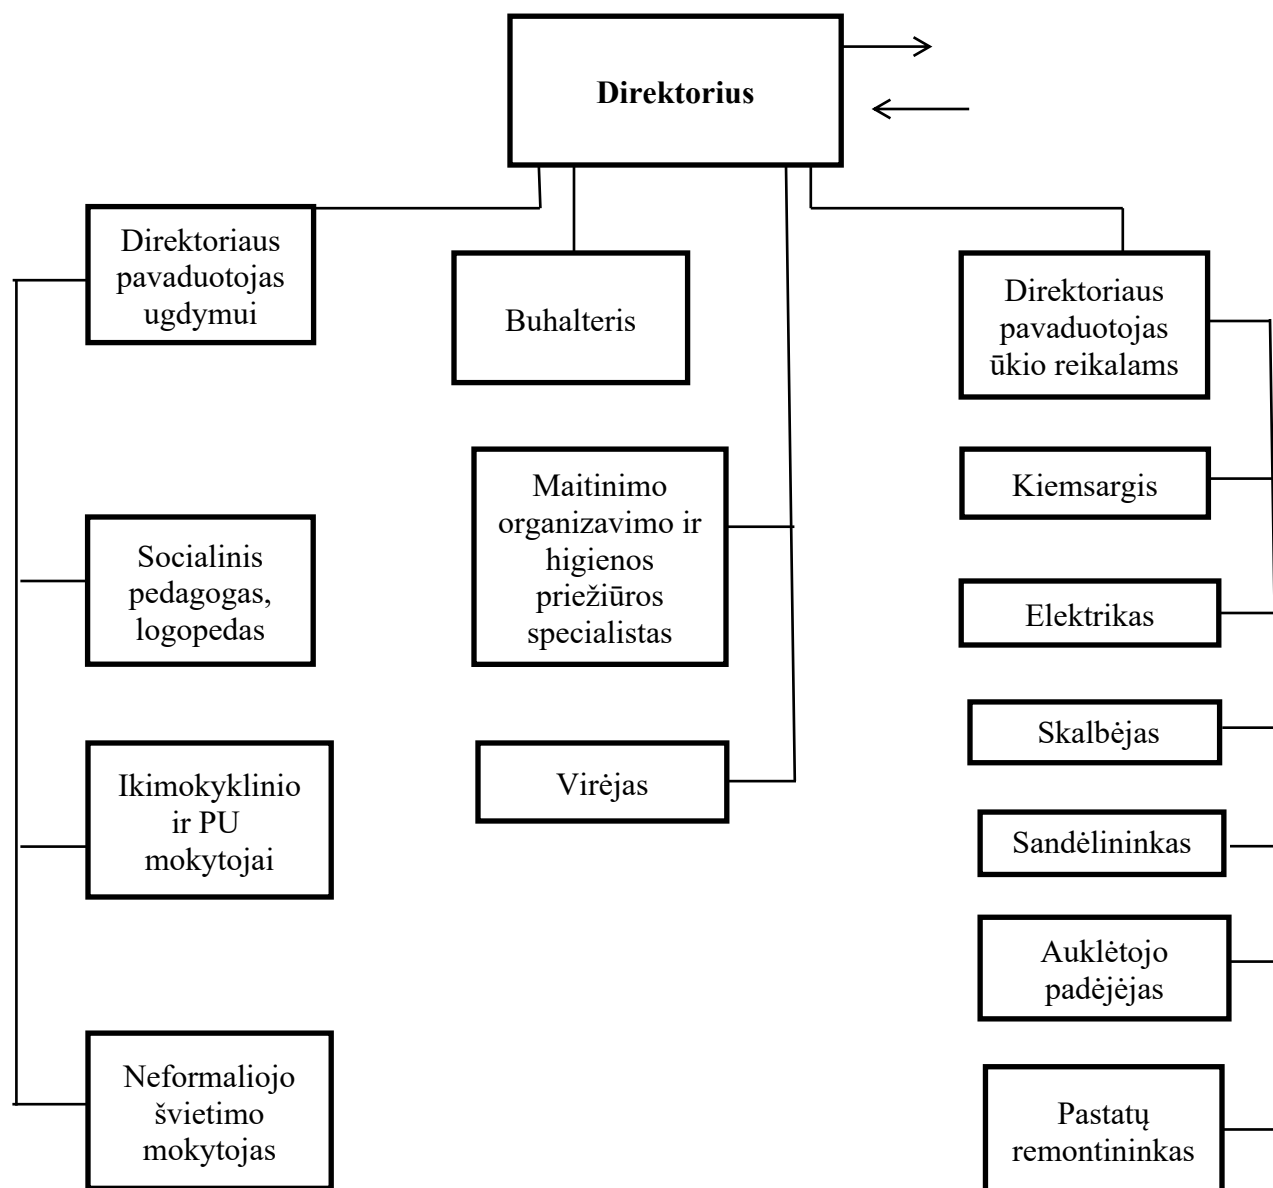 Direktorius
Direktoriaus
pavaduotojas
ugdymui
Buhalteris
Direktoriaus
pavaduotojas
ūkio reikalams
Maitinimo
organizavimo ir
higienos
priežiūros
specialistas
Kiemsargis
Socialinis
pedagogas,
logopedas
Elektrikas
Skalbėjas
Ikimokyklinio
ir PU
mokytojai
Virėjas
Sandėlininkas
Auklėtojo
padėjėjas
Neformaliojo
švietimo
mokytojas
Pastatų
remontininkas